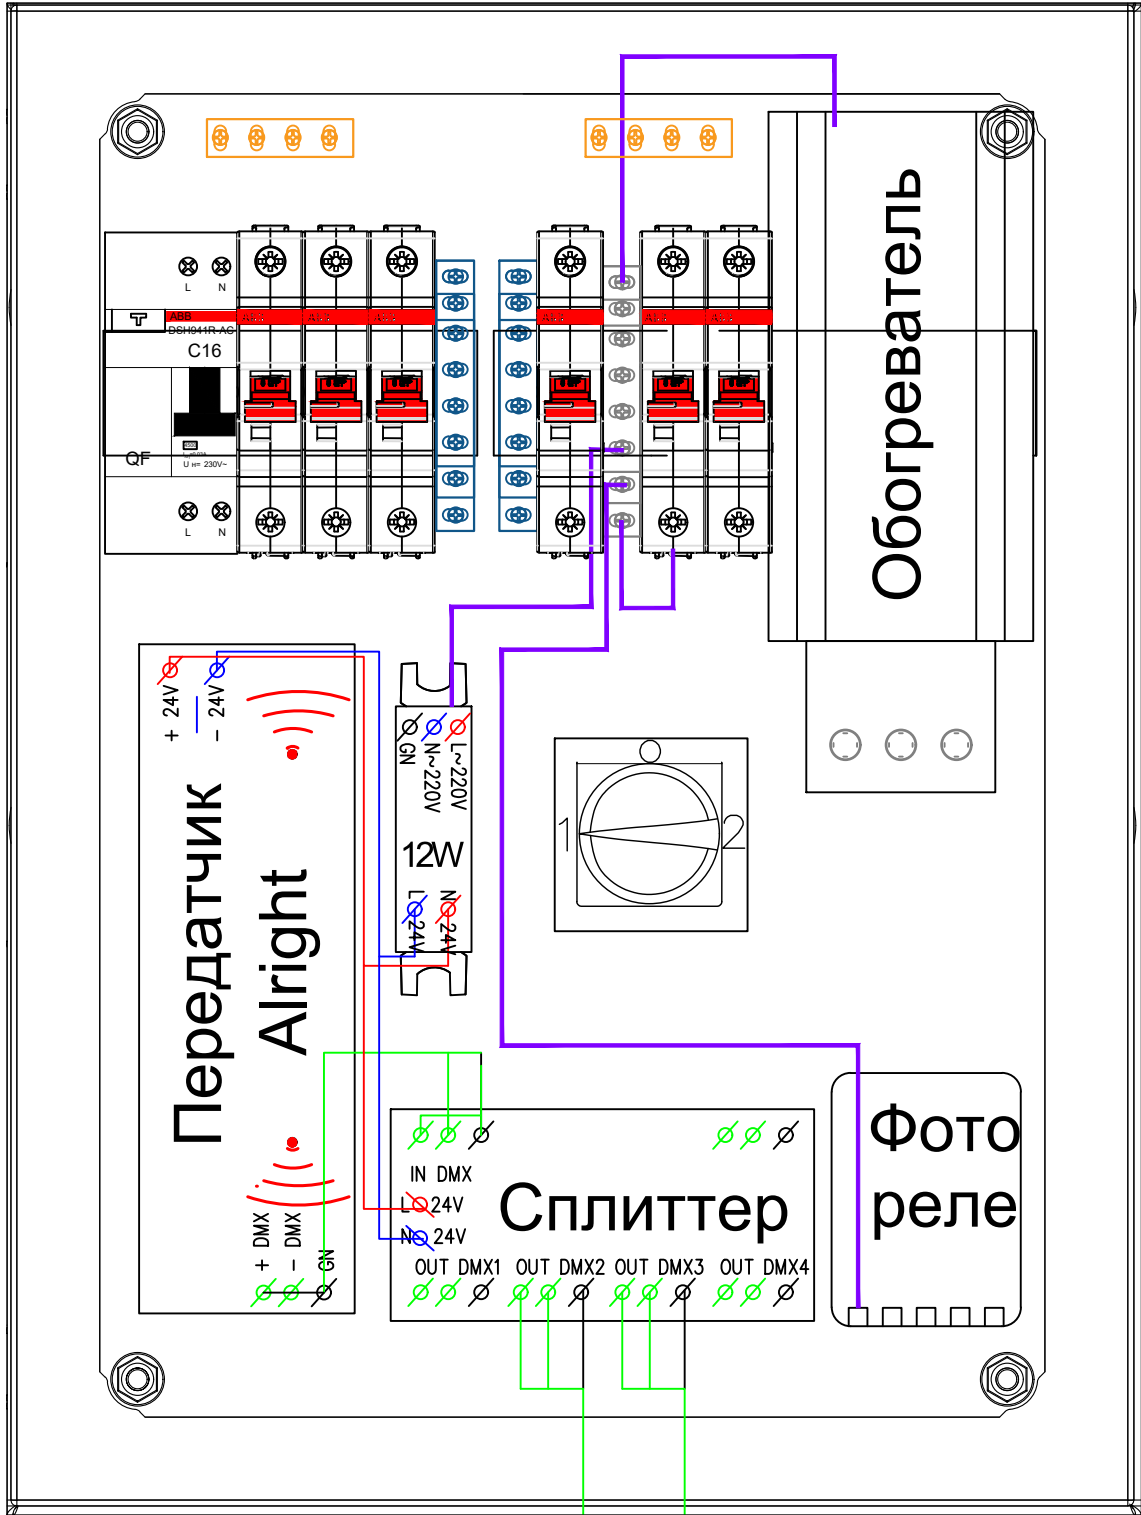 L N
ABB
DSH941R-AC
C16
QF
U н= 230V~
L N
Обогреватель
+ 24V
- 24V
GN
N~220V
L~220V
12W
L 24V
N 24V
Передатчик
Alright
1 2
+ DMX
- DMX
GN
IN DMX
L 24V
N 24V
Сплиттер
OUT DMX1 OUT DMX2 OUT DMX3 OUT DMX4
Фото
реле